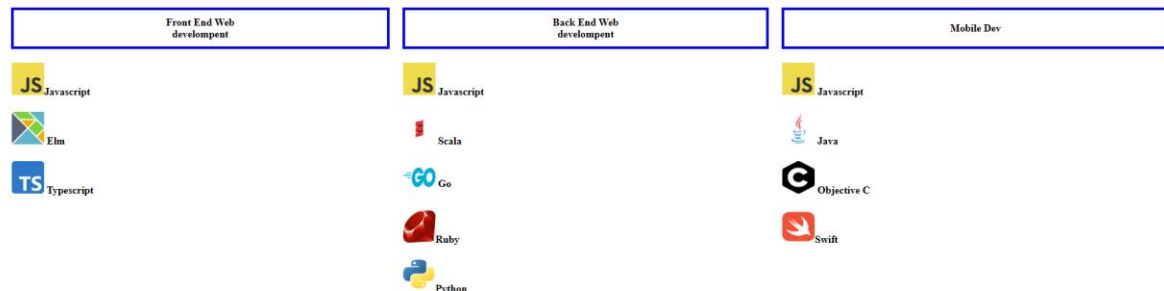 Front End Web
develompent
JS Javascript
Elm
TS Typescript
Back End Web
develompent
JS Javascript
Scala
GO Go
Ruby
Python
Mobile Dev
JS Javascript
Java
C Objective C
Swift